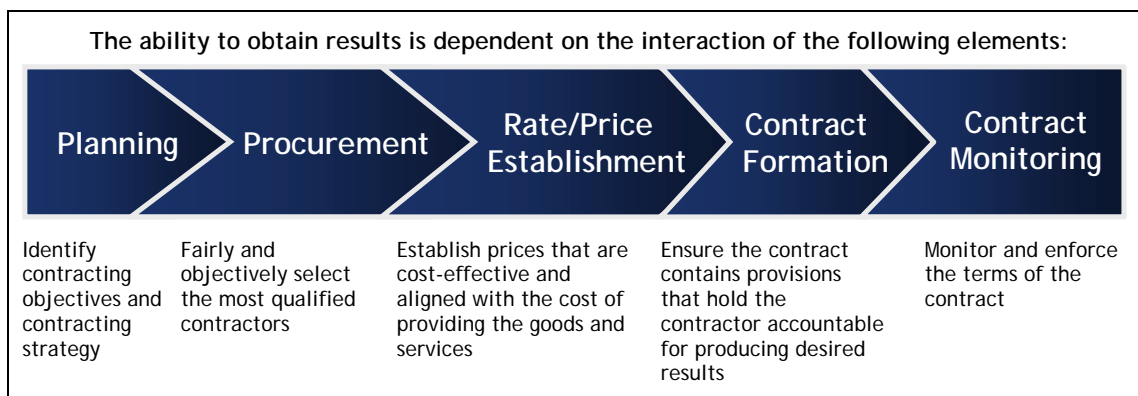 The ability to obtain results is dependent on the interaction of the following elements:
Planning
Procurement
Rate/Price
Establishment
Contract
Formation
Contract
Monitoring
Identify
contracting
objectives and
contracting
strategy
Fairly and
objectively select
the most qualified
contractors
Establish prices that are
cost-effective and
aligned with the cost of
providing the goods and
services
Ensure the contract
contains provisions
that hold the
contractor accountable
for producing desired
results
Monitor and enforce
the terms of the
contract